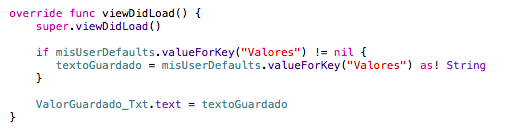 override func viewDidLoad() {
super.viewDidLoad()
if misUserDefaults.valueForKey("Valores") != nil {
textoGuardado = misUserDefaults.valueForKey("Valores") as! String
}
ValorGuardado_Txt.text = textoGuardado
}